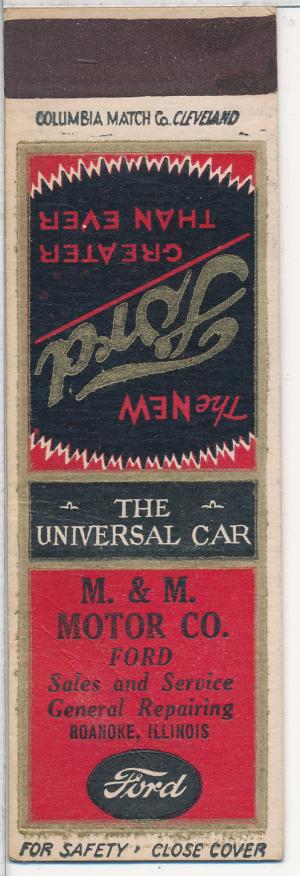 COLUMBIA MATCH CO. CLEVELAND
The NEW
Ford
GREATER
THAN EVER
THE
UNIVERSAL CAR
M. & M.
MOTOR CO.
FORD
Sales and Service
General Repairing
ROANOKE, ILLINOIS
Ford
FOR SAFETY • CLOSE COVER